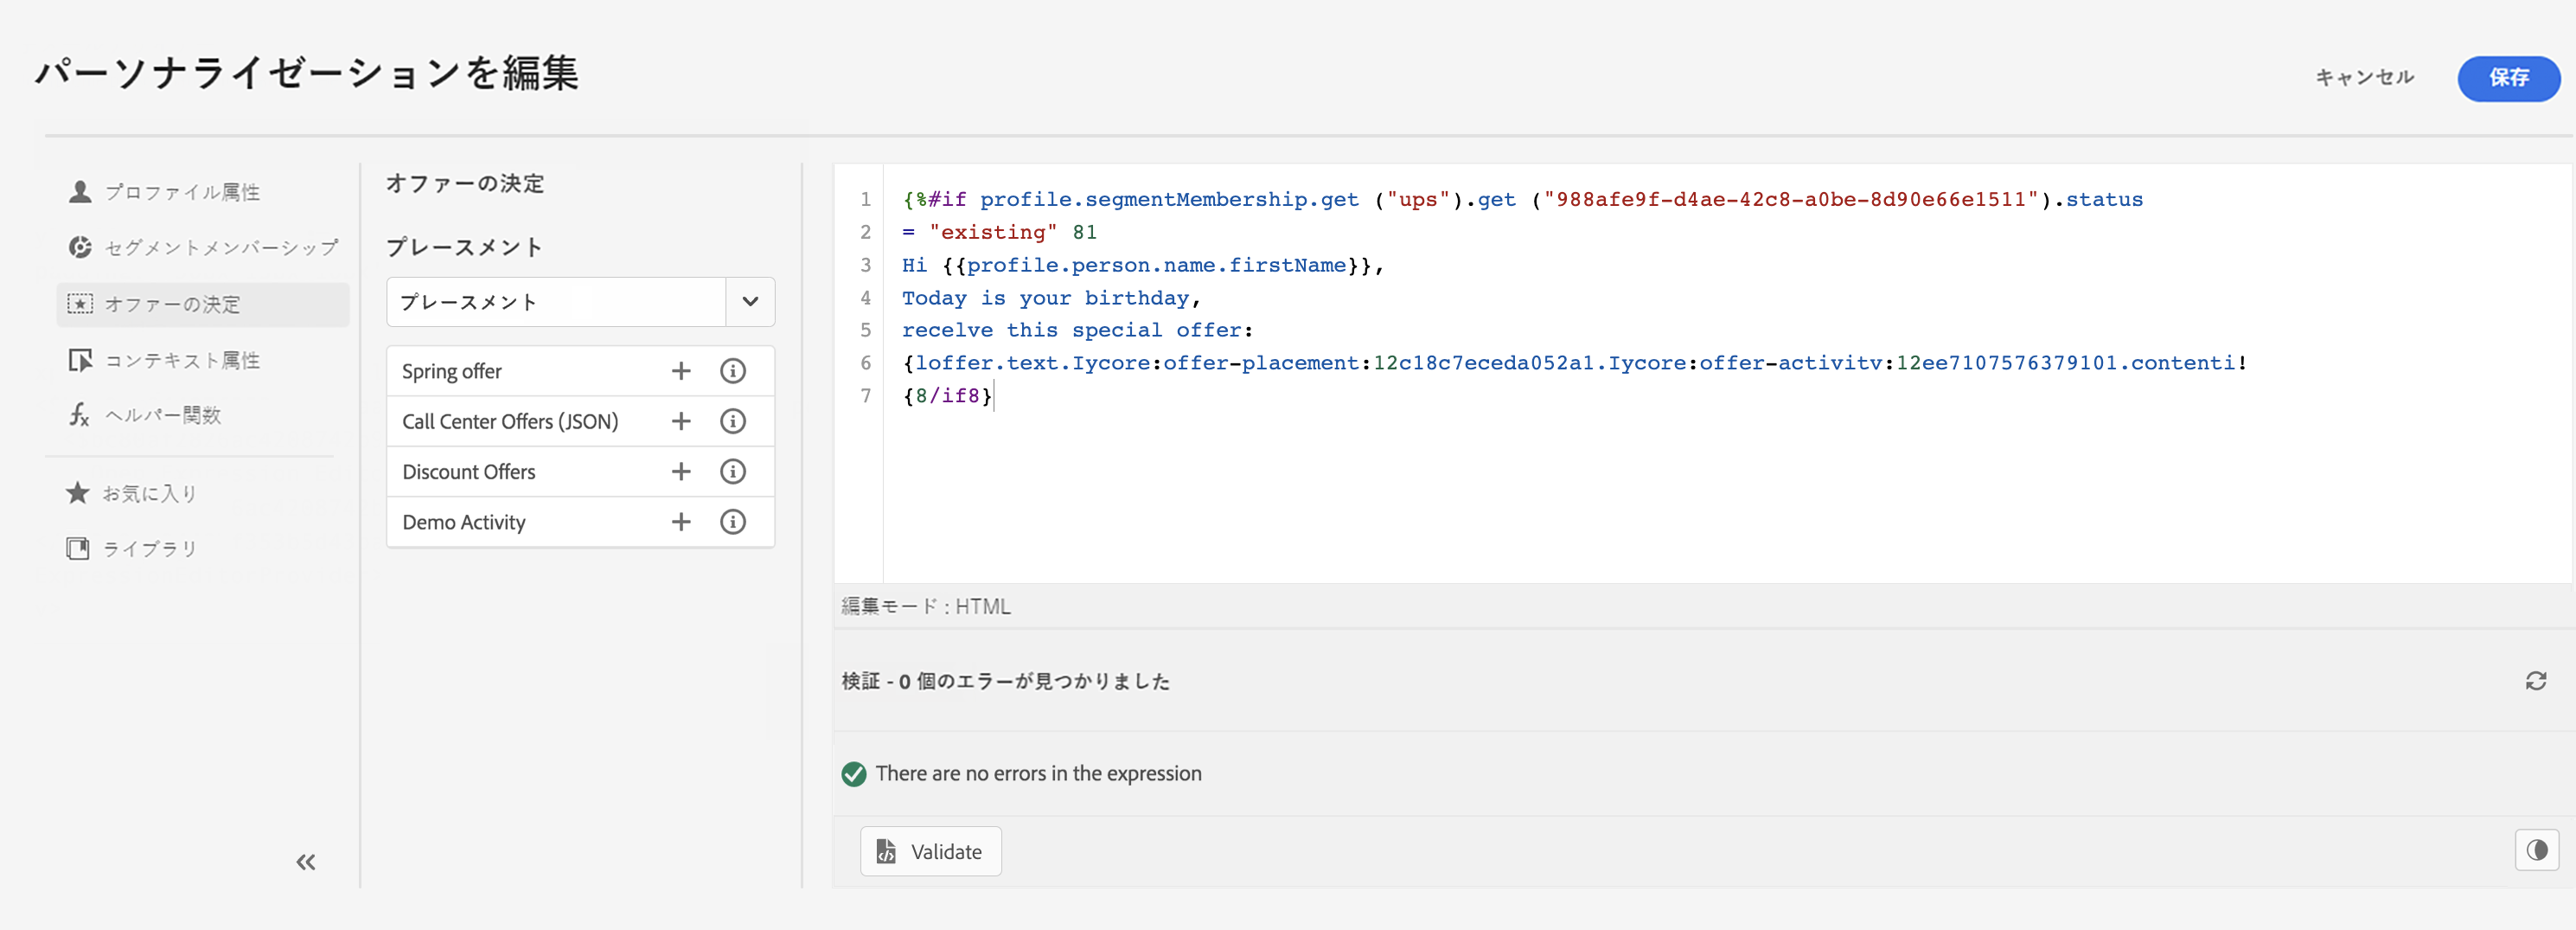 パーソナライゼーションを編集
キャンセル
保存
プロファイル属性
セグメントメンバーシップ
オファーの決定
コンテキスト属性
ヘルパー関数
お気に入り
ライブラリ
オファーの決定
プレースメント
プレースメント
Spring offer
Call Center Offers (JSON)
Discount Offers
Demo Activity
1 {%#if profile.segmentMembership.get ("ups").get ("988afe9f-d4ae-42c8-a0be-8d90e66e1511").status
2 = "existing" 81
3 Hi {{profile.person.name.firstName}},
4 Today is your birthday,
5 recelve this special offer:
6 {loffer.text.Iycore:offer-placement:12c18c7eceda052a1.Iycore:offer-activitv:12ee7107576379101.contenti!
7 {8/if8}
編集モード : HTML
検証 - 0 個のエラーが見つかりました
There are no errors in the expression
Validate